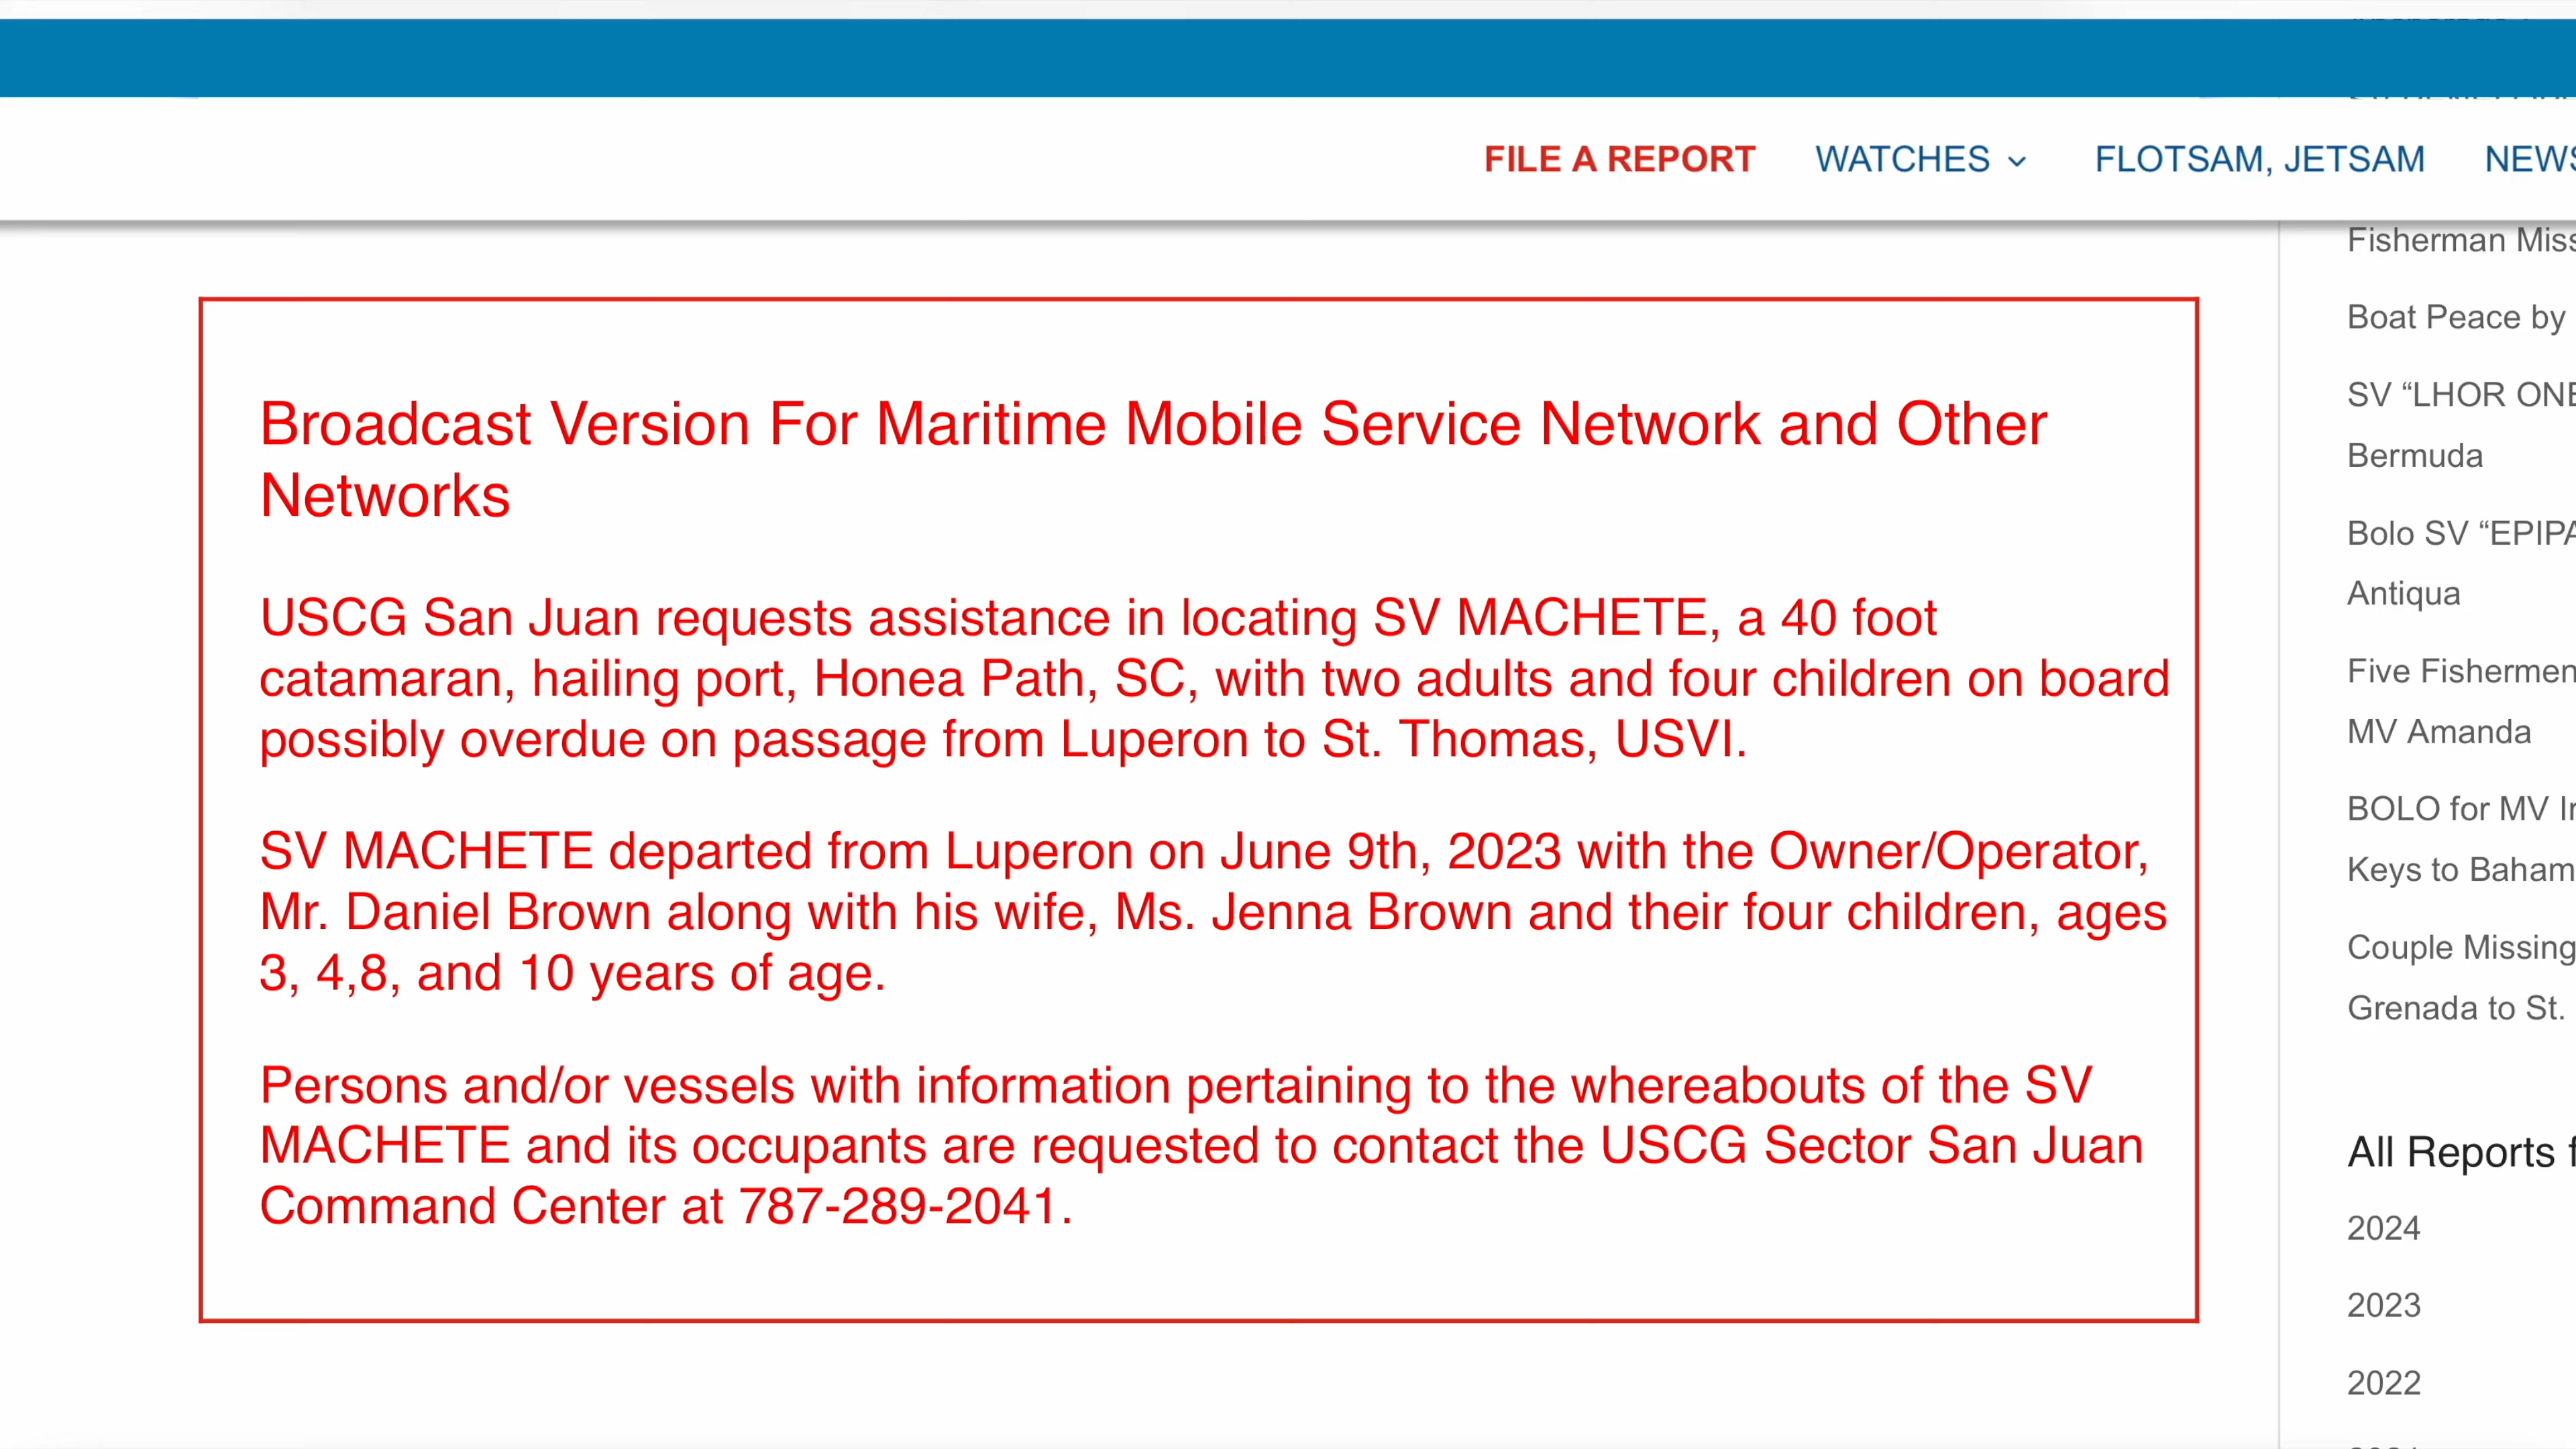 FILE A REPORT WATCHES FLOTSAM, JETSAM
Broadcast Version For Maritime Mobile Service Network and Other
Networks
USCG San Juan requests assistance in locating SV MACHETE, a 40 foot
catamaran, hailing port, Honea Path, SC, with two adults and four children on board
possibly overdue on passage from Luperon to St. Thomas, USVI.
SV MACHETE departed from Luperon on June 9th, 2023 with the Owner/Operator,
Mr. Daniel Brown along with his wife, Ms. Jenna Brown and their four children, ages
3, 4,8, and 10 years of age.
Persons and/or vessels with information pertaining to the whereabouts of the SV
MACHETE and its occupants are requested to contact the USCG Sector San Juan
Command Center at 787-289-2041.
Fisherman
Boat Peace by
SV “LHOR
Bermuda
Bolo SV
Antiqua
Five Fishermen
MV Amanda
BOLO for MV
Keys to
Couple Missing
Grenada to St.
All Reports
2024
2023
2022